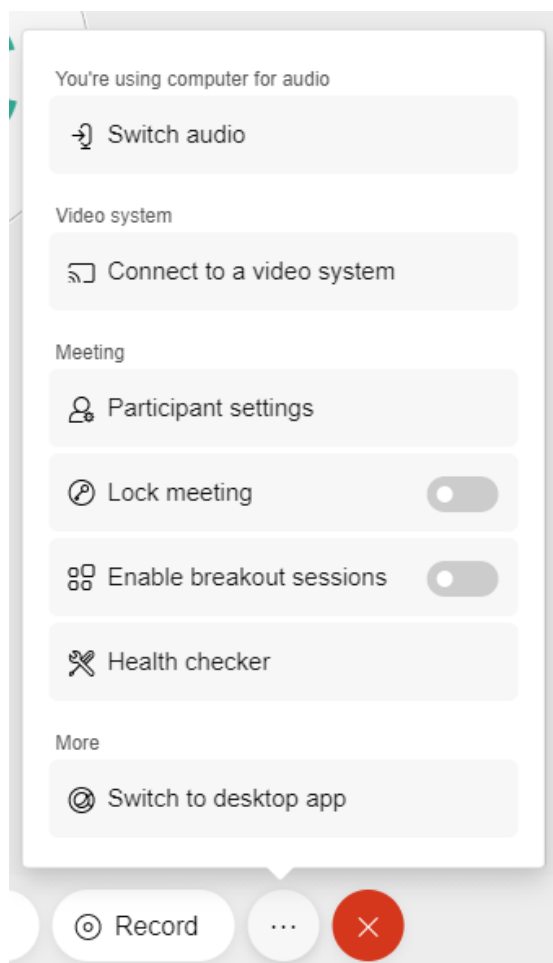 You're using computer for audio
Switch audio
Video system
Connect to a video system
Meeting
Participant settings
Lock meeting
Enable breakout sessions
Health checker
More
Switch to desktop app
Record